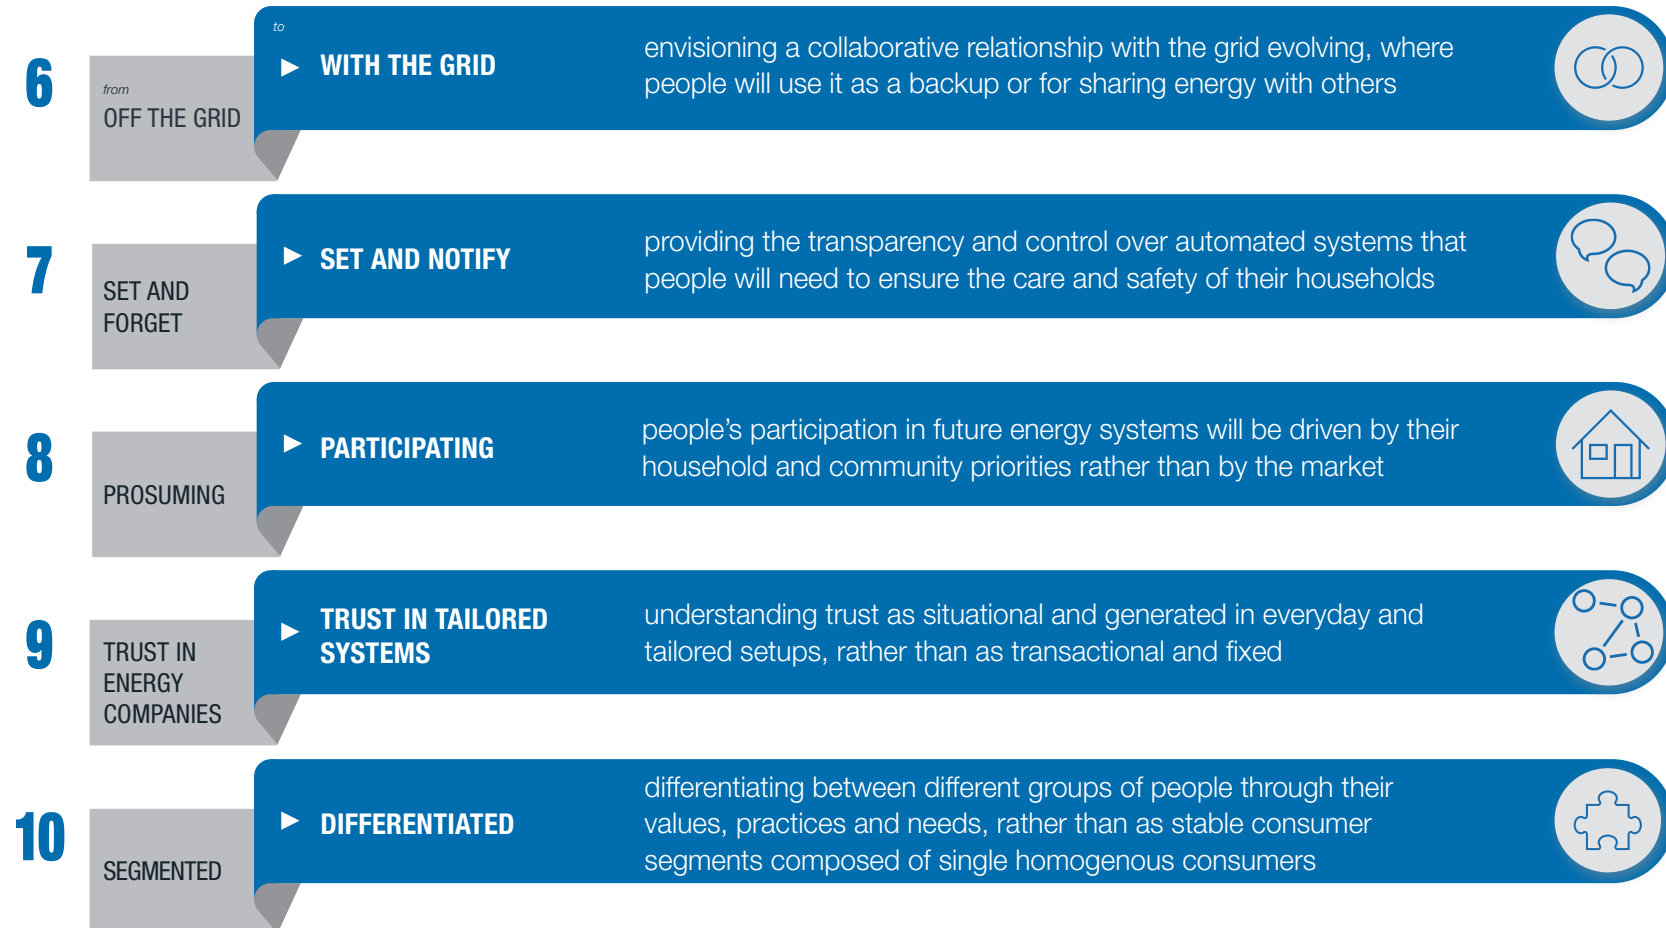 6
from
OFF THE GRID
to
WITH THE GRID
envisioning a collaborative relationship with the grid evolving, where
people will use it as a backup or for sharing energy with others
7
SET AND
FORGET
SET AND NOTIFY
providing the transparency and control over automated systems that
people will need to ensure the care and safety of their households
8
PROSUMING
PARTICIPATING
people’s participation in future energy systems will be driven by their
household and community priorities rather than by the market
9
TRUST IN
ENERGY
COMPANIES
TRUST IN TAILORED
SYSTEMS
understanding trust as situational and generated in everyday and
tailored setups, rather than as transactional and fixed
10
SEGMENTED
DIFFERENTIATED
differentiating between different groups of people through their
values, practices and needs, rather than as stable consumer
segments composed of single homogenous consumers